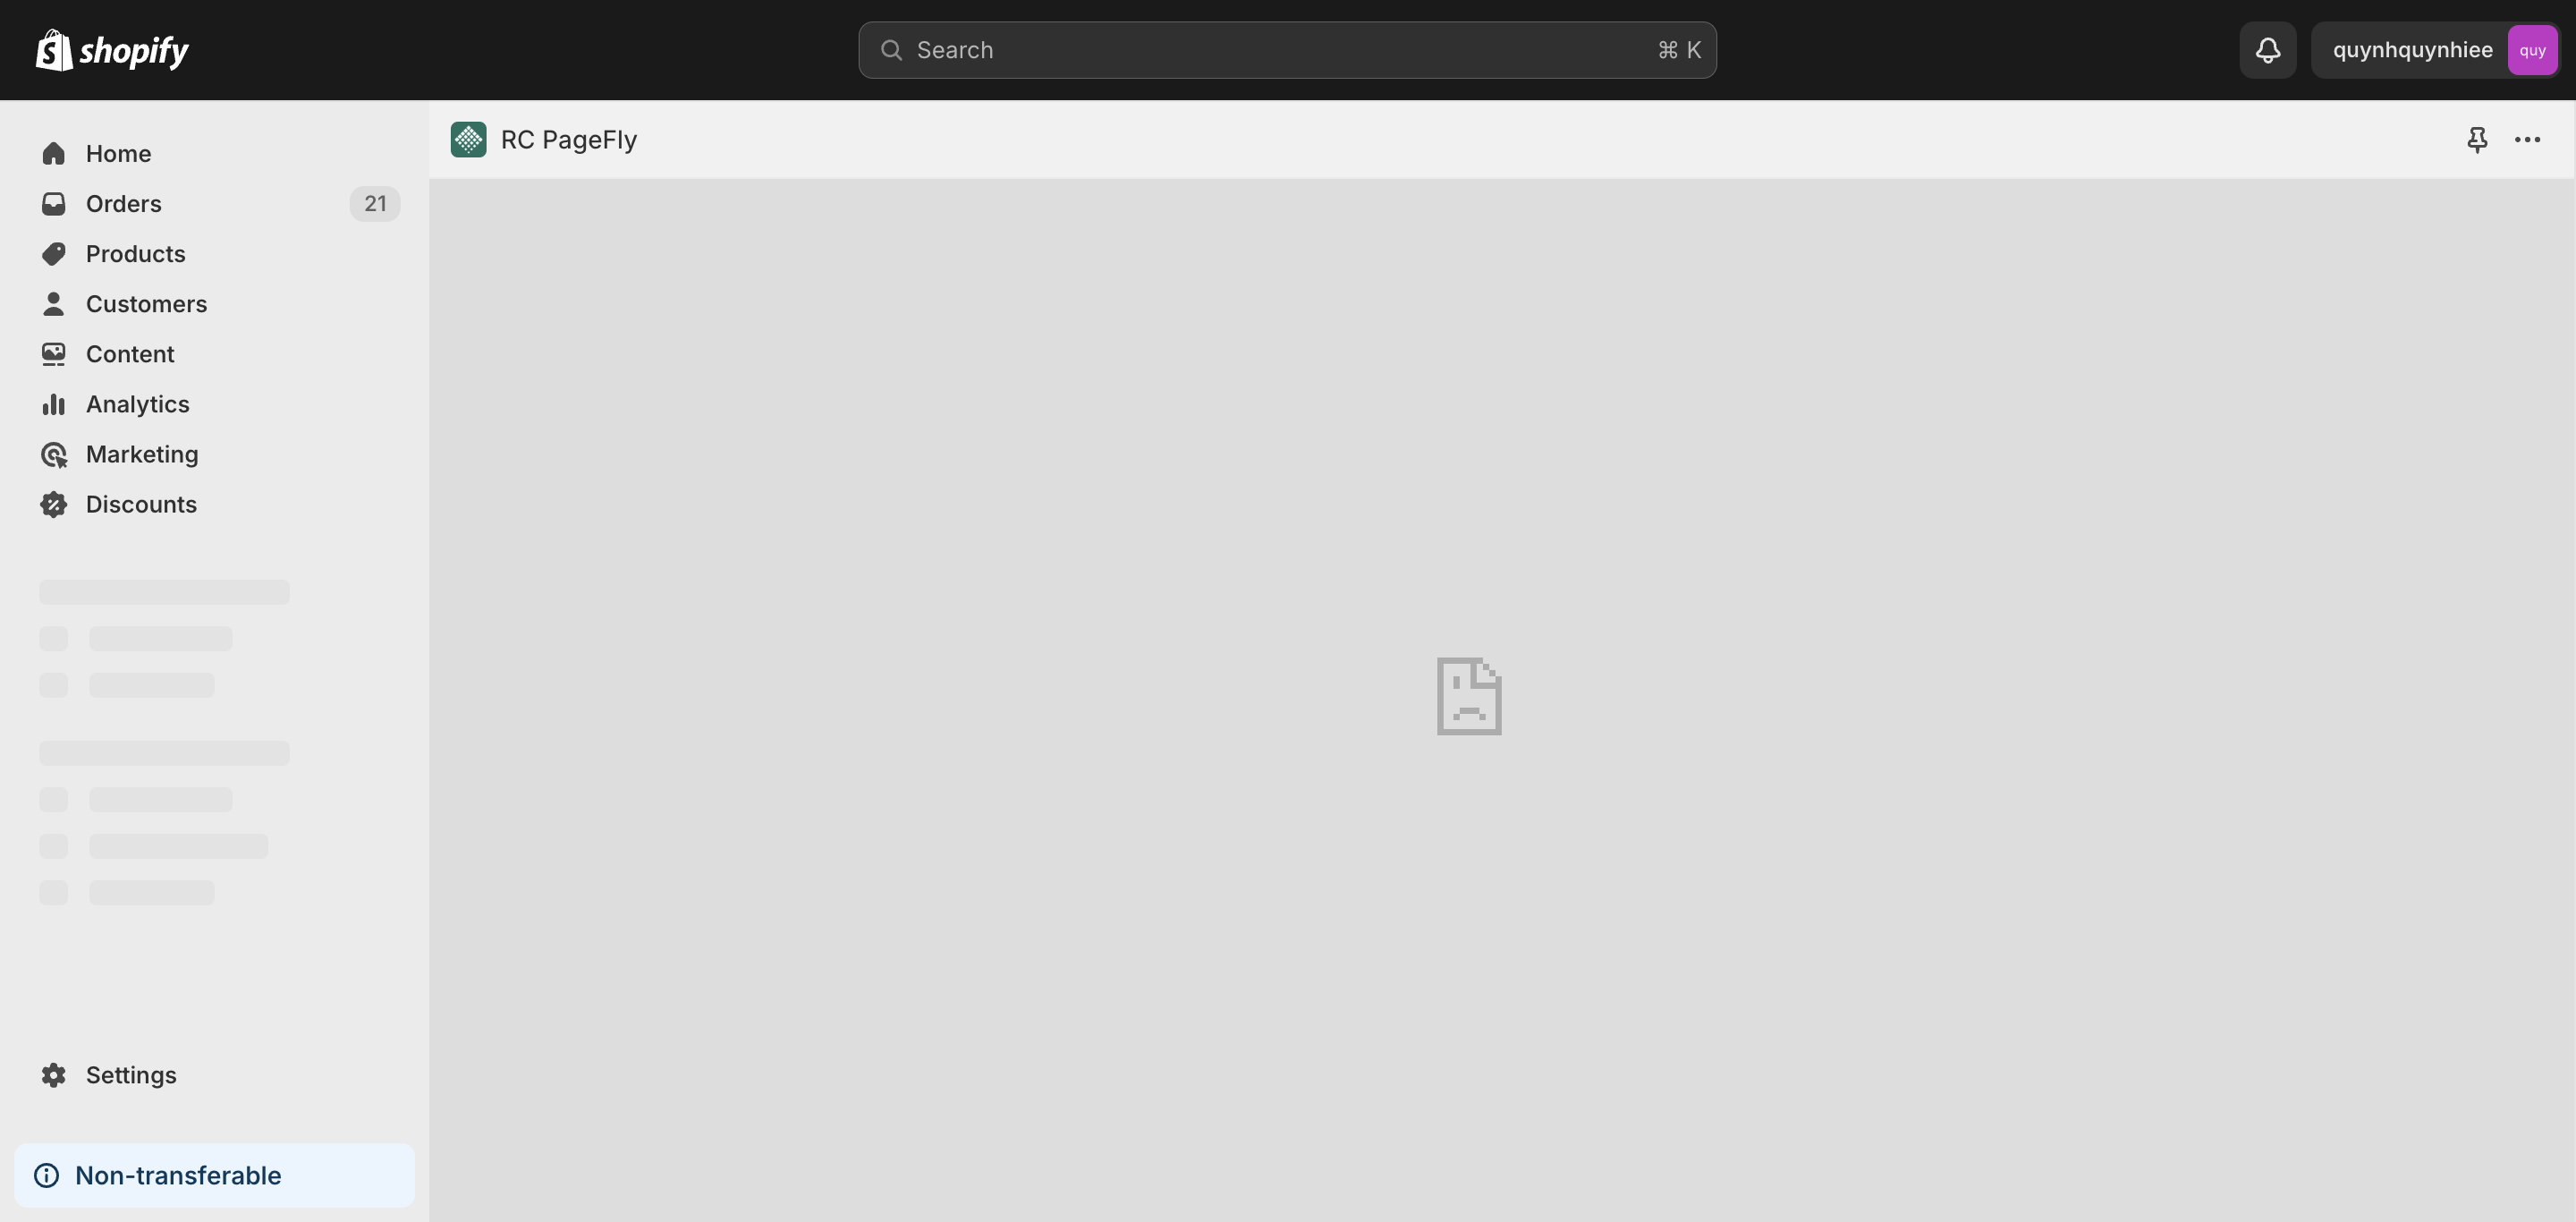 shopify
Search
⌘ K
quynhquynhiee
quy
Home
Orders
21
Products
Customers
Content
Analytics
Marketing
Discounts
Settings
Non-transferable
RC PageFly